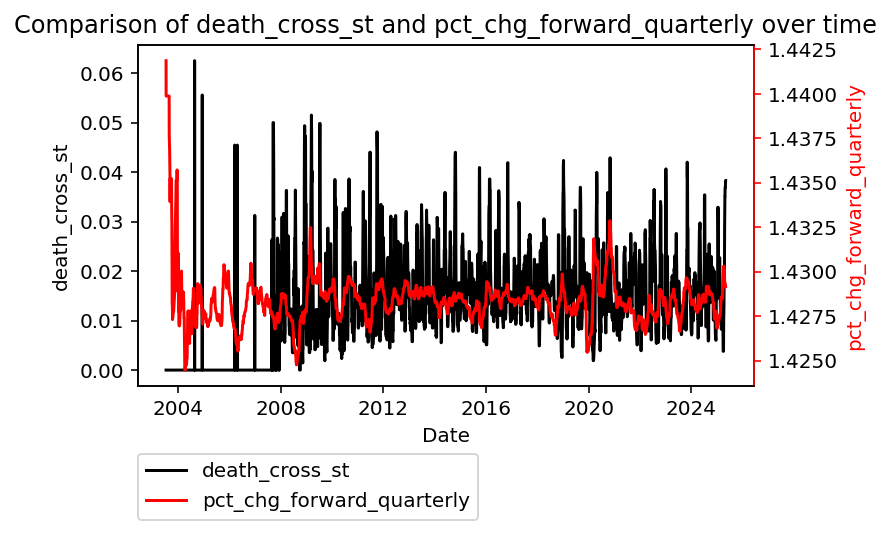 Comparison of death_cross_st and pct_chg_forward_quarterly over time
death_cross_st
0.06
0.05
0.04
0.03
0.02
0.01
0.00
1.4425
1.4400
1.4375
1.4350
1.4325
1.4300
1.4275
1.4250
pct_chg_forward_quarterly
2004 2008 2012 2016 2020 2024
Date
death_cross_st
pct_chg_forward_quarterly